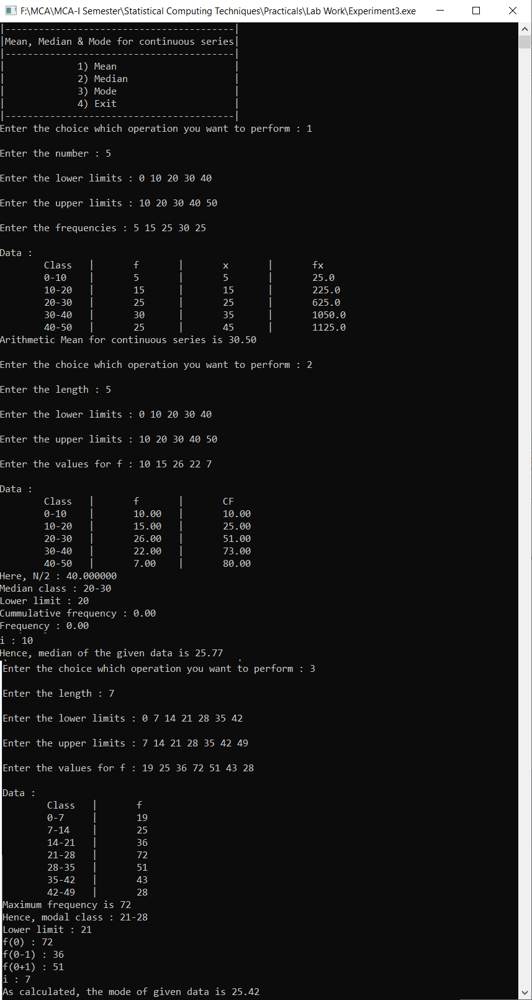 F:\MCA\MCA-I Semester\Statistical Computing Techniques\Practicals\Lab Work\Experiment3.exe
|-----------------------------------------|
|Mean, Median & Mode for continuous series|
|-----------------------------------------|
| 1) Mean |
| 2) Median |
| 3) Mode |
| 4) Exit |
|-----------------------------------------|
Enter the choice which operation you want to perform : 1
Enter the number : 5
Enter the lower limits : 0 10 20 30 40
Enter the upper limits : 10 20 30 40 50
Enter the frequencies : 5 15 25 30 25
Data :
Class | f | x | fx
0-10 | 5 | 5 | 25.0
10-20 | 15 | 15 | 225.0
20-30 | 25 | 25 | 625.0
30-40 | 30 | 35 | 1050.0
40-50 | 25 | 45 | 1125.0
Arithmetic Mean for continuous series is 30.50
Enter the choice which operation you want to perform : 2
Enter the length : 5
Enter the lower limits : 0 10 20 30 40
Enter the upper limits : 10 20 30 40 50
Enter the values for f : 10 15 26 22 7
Data :
Class | f | CF
0-10 | 10.00 | 10.00
10-20 | 15.00 | 25.00
20-30 | 26.00 | 51.00
30-40 | 22.00 | 73.00
40-50 | 7.00 | 80.00
Here, N/2 : 40.000000
Median class : 20-30
Lower limit : 20
Cummulative frequency : 0.00
Frequency : 0.00
i : 10
Hence, median of the given data is 25.77
Enter the choice which operation you want to perform : 3
Enter the length : 7
Enter the lower limits : 0 7 14 21 28 35 42
Enter the upper limits : 7 14 21 28 35 42 49
Enter the values for f : 19 25 36 72 51 43 28
Data :
Class | f
0-7 | 19
7-14 | 25
14-21 | 36
21-28 | 72
28-35 | 51
35-42 | 43
42-49 | 28
Maximum frequency is 72
Hence, modal class : 21-28
Lower limit : 21
f(0) : 72
f(0-1) : 36
f(0+1) : 51
i : 7
As calculated, the mode of given data is 25.42